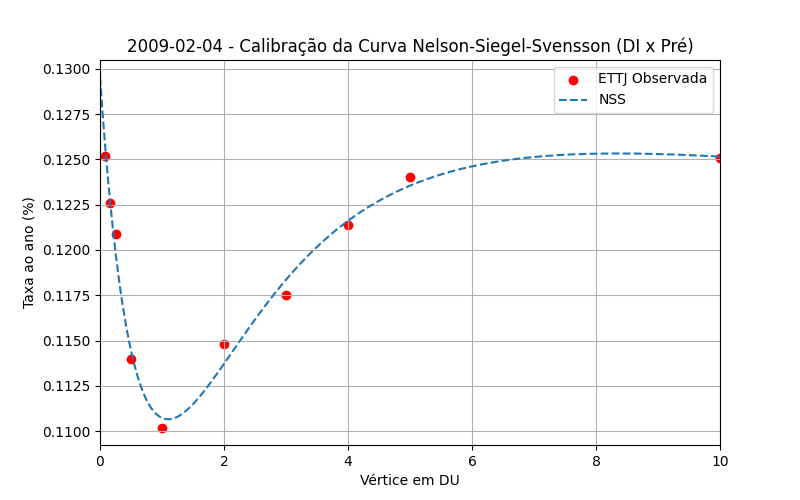 2009-02-04 - Calibração da Curva Nelson-Siegel-Svensson (DI x Pré)
ETTJ Observada
NSS
Taxa ao ano (%)
0.1300
0.1275
0.1250
0.1225
0.1200
0.1175
0.1150
0.1125
0.1100
0 2 4 6 8 10
Vértice em DU